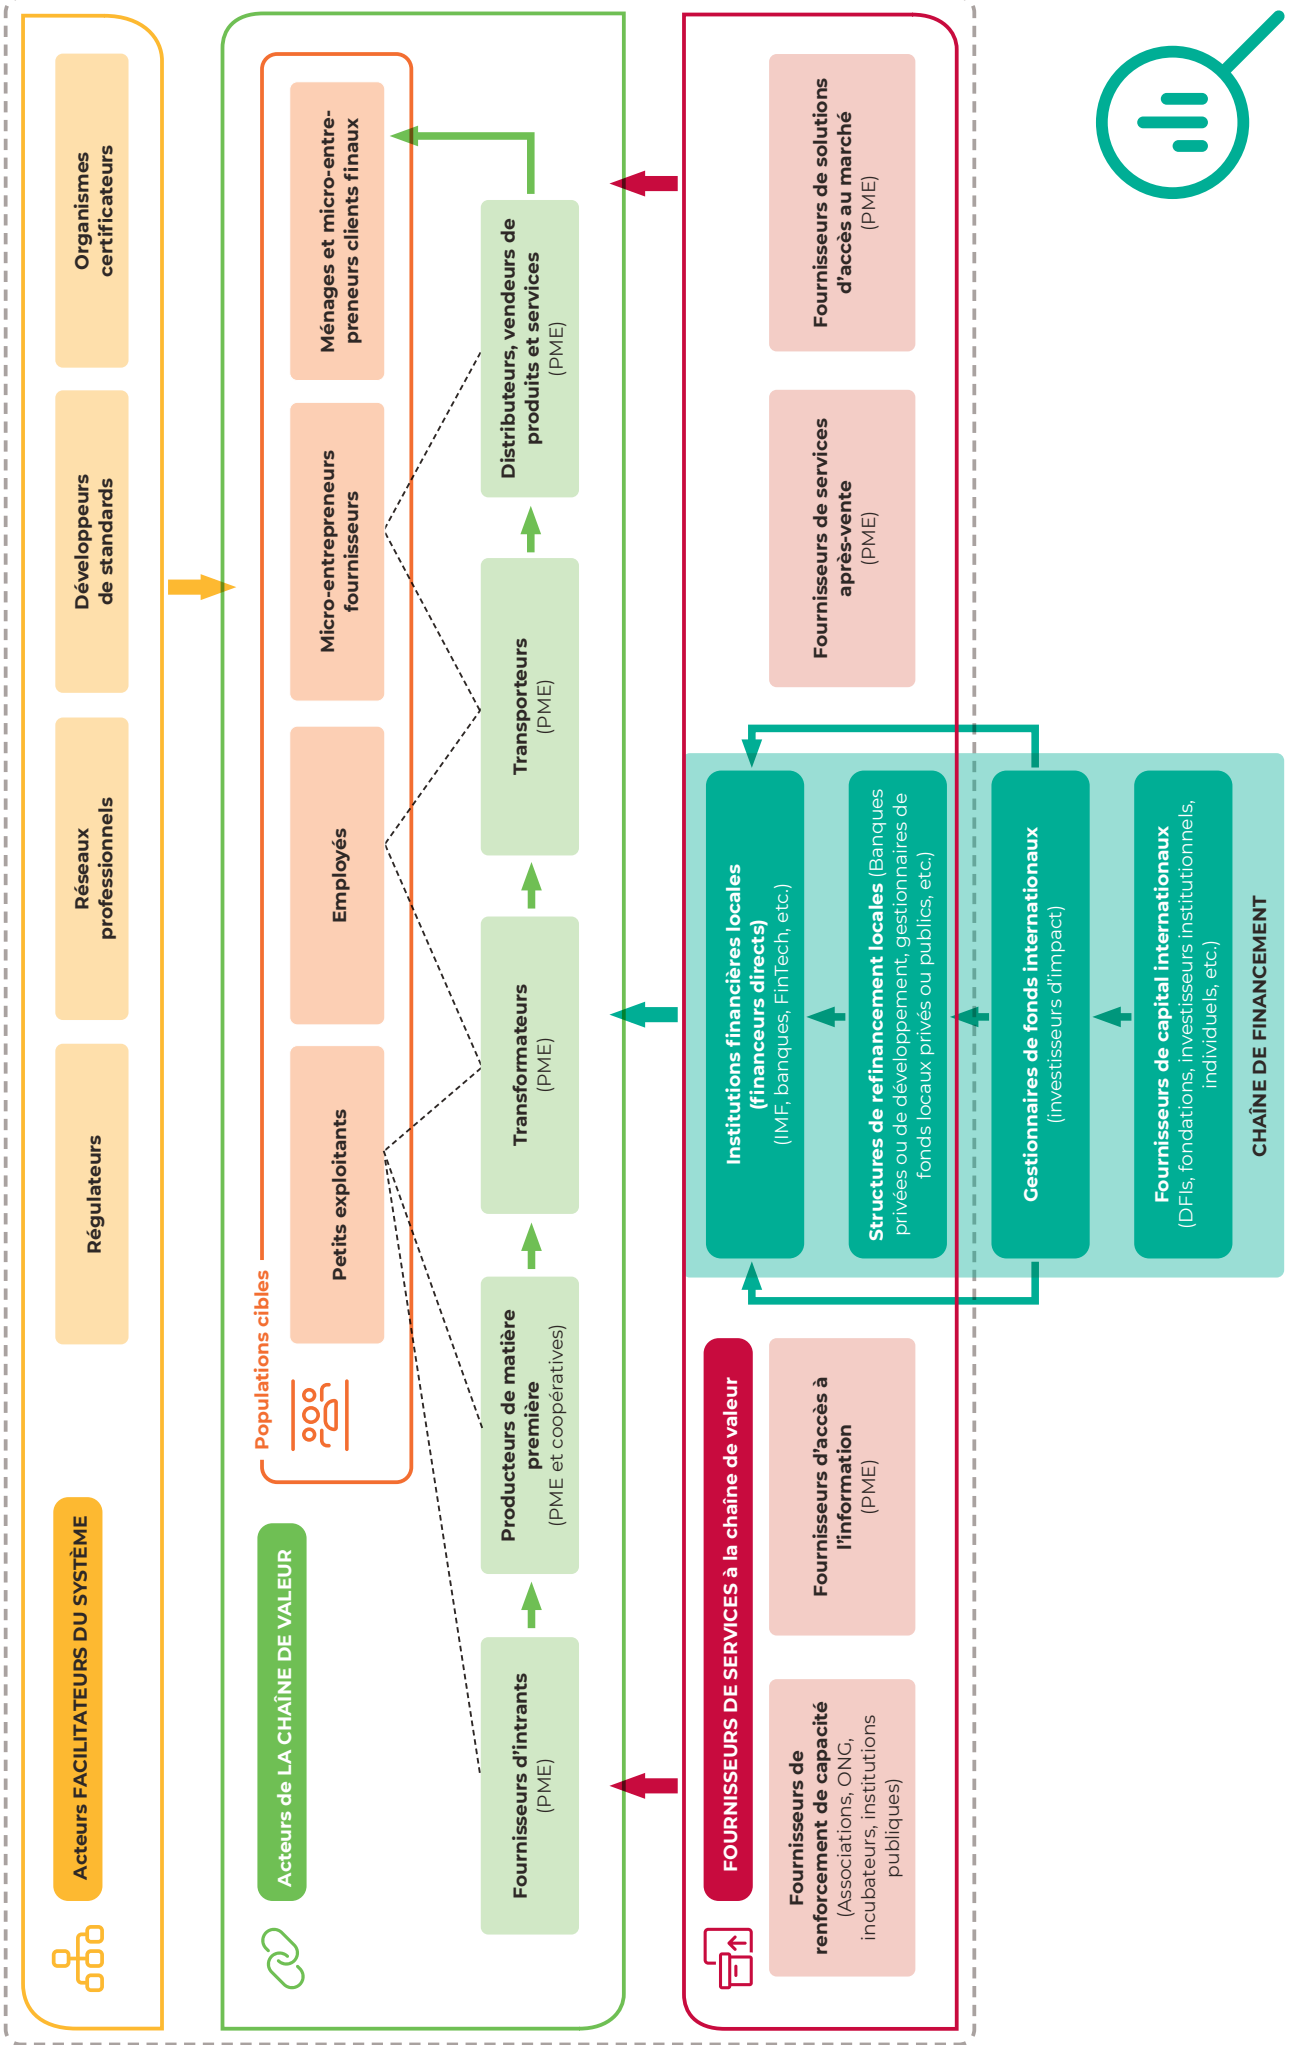 Acteurs FACILITATEURS DU SYSTÈME
Régulateurs
Réseaux
professionnels
Développeurs
de standards
Organismes
certificateurs
Acteurs de LA CHAÎNE DE VALEUR
Populations cibles
Petits exploitants
Employés
Micro-entrepreneurs
fournisseurs
Ménages et micro-entre-
preneurs clients finaux
Fournisseurs d'intrants
(PME)
Producteurs de matière
première
(PME et coopératives)
Transformateurs
(PME)
Transporteurs
(PME)
Distributeurs, vendeurs de
produits et services
(PME)
FOURNISSEURS DE SERVICES à la chaîne de valeur
Fournisseurs de
renforcement de capacité
(Associations, ONG,
incubateurs, institutions
publiques)
Fournisseurs d'accès à
l'information
(PME)
Institutions financières locales
(financeurs directs)
(IMF, banques, FinTech, etc.)
Structures de refinancement locales (Banques
privées ou de développement, gestionnaires de
fonds locaux privés ou publics, etc.)
Gestionnaires de fonds internationaux
(investisseurs d'impact)
Fournisseurs de capital internationaux
(DFIs, fondations, investisseurs institutionnels,
individuels, etc.)
CHAÎNE DE FINANCEMENT
Fournisseurs de services
après-vente
(PME)
Fournisseurs de solutions
d'accès au marché
(PME)